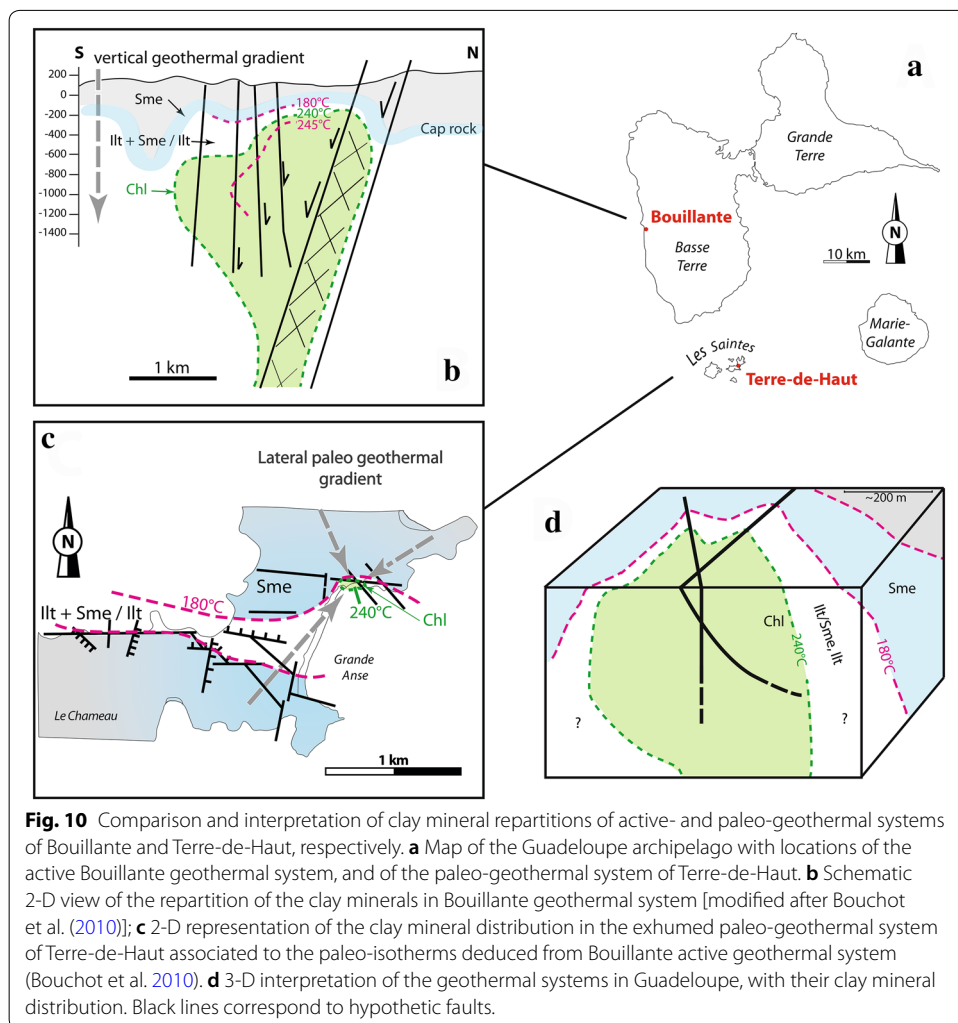 b
S
N
vertical geothermal gradient
200
0
-200
-400
-600
-800
-1000
-1200
-1400
Sme
Ilt + Sme / Ilt
Chl
180°C
240°C
245°C
Cap rock
1 km
a
Grande
Terre
Bouillante
Basse
Terre
N
10 km
Marie-
Galante
Les Saintes
Terre-de-Haut
c
Lateral paleo geothermal
gradient
N
Sme
180°C
240°C
Chl
Ilt + Sme / Ilt
Grande
Anse
Le Chameau
1 km
d
~200 m
Sme
Chl
Ilt/Sme, Ilt
240°C
180°C
?
?
Fig. 10 Comparison and interpretation of clay mineral repartitions of active- and paleo-geothermal systems
of Bouillante and Terre-de-Haut, respectively. a Map of the Guadeloupe archipelago with locations of the
active Bouillante geothermal system, and of the paleo-geothermal system of Terre-de-Haut. b Schematic
2-D view of the repartition of the clay minerals in Bouillante geothermal system [modified after Bouchot
et al. (2010)]; c 2-D representation of the clay mineral distribution in the exhumed paleo-geothermal system
of Terre-de-Haut associated to the paleo-isotherms deduced from Bouillante active geothermal system
(Bouchot et al. 2010). d 3-D interpretation of the geothermal systems in Guadeloupe, with their clay mineral
distribution. Black lines correspond to hypothetic faults.